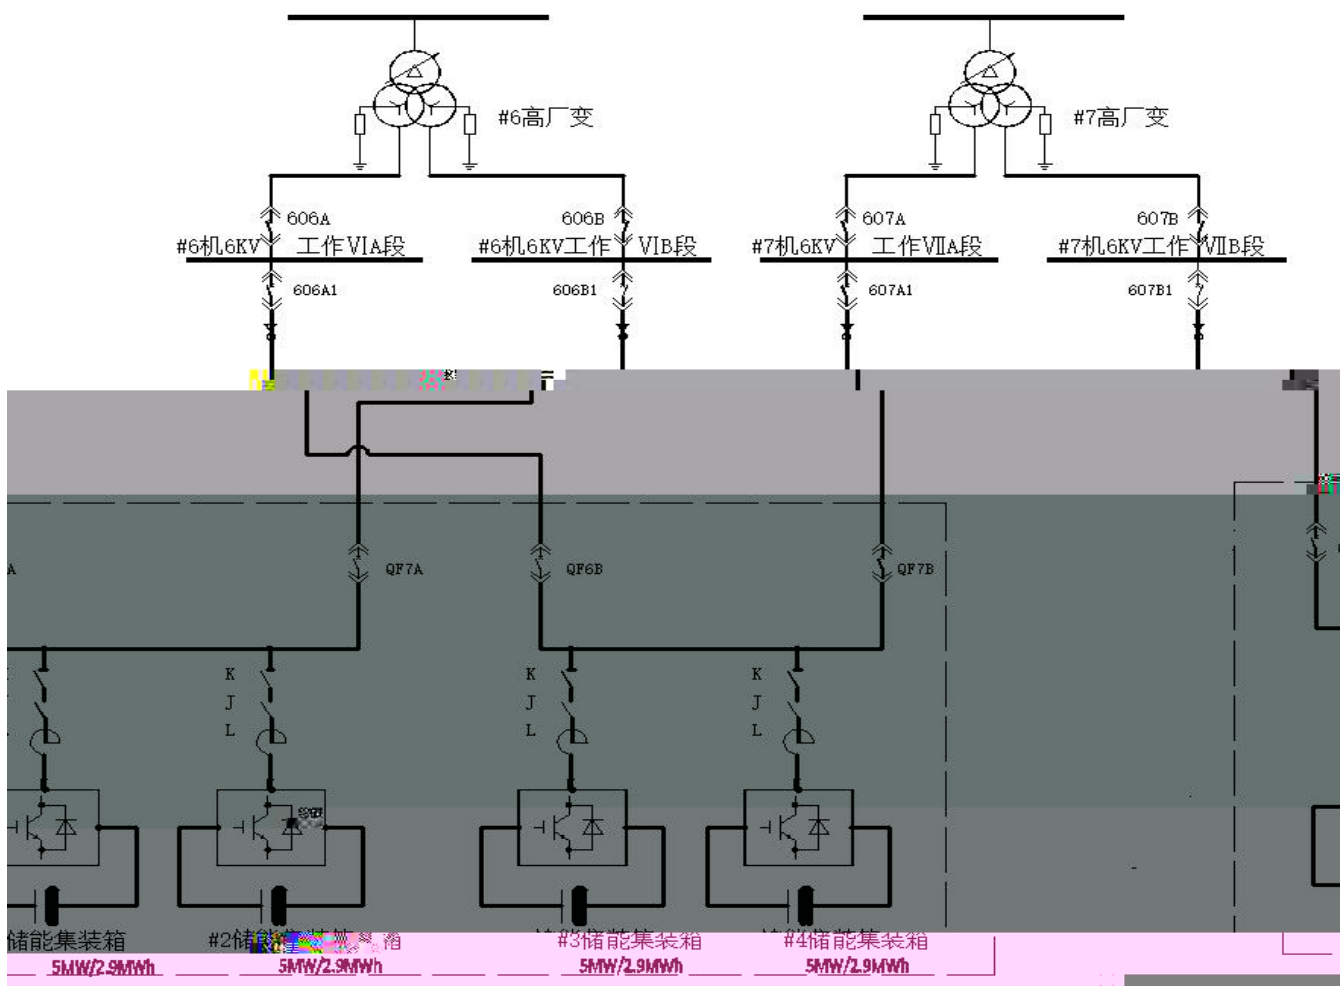 #6高厂变
#7高厂变
606A
606B
607A
607B
#6机6KV 工作ⅥA段
#6机6KV工作 ⅥB段
#7机6KV 工作ⅦA段
#7机6KV工作 ⅦB段
606A1
606B1
607A1
607B1
A
QF7A
QF6B
QF7B
K
K
K
J
J
J
L
L
L
储能集装箱
#2储能集装箱
#3储能集装箱
#4储能集装箱
5MW/2.9MWh
5MW/2.9MWh
5MW/2.9MWh
5MW/2.9MWh